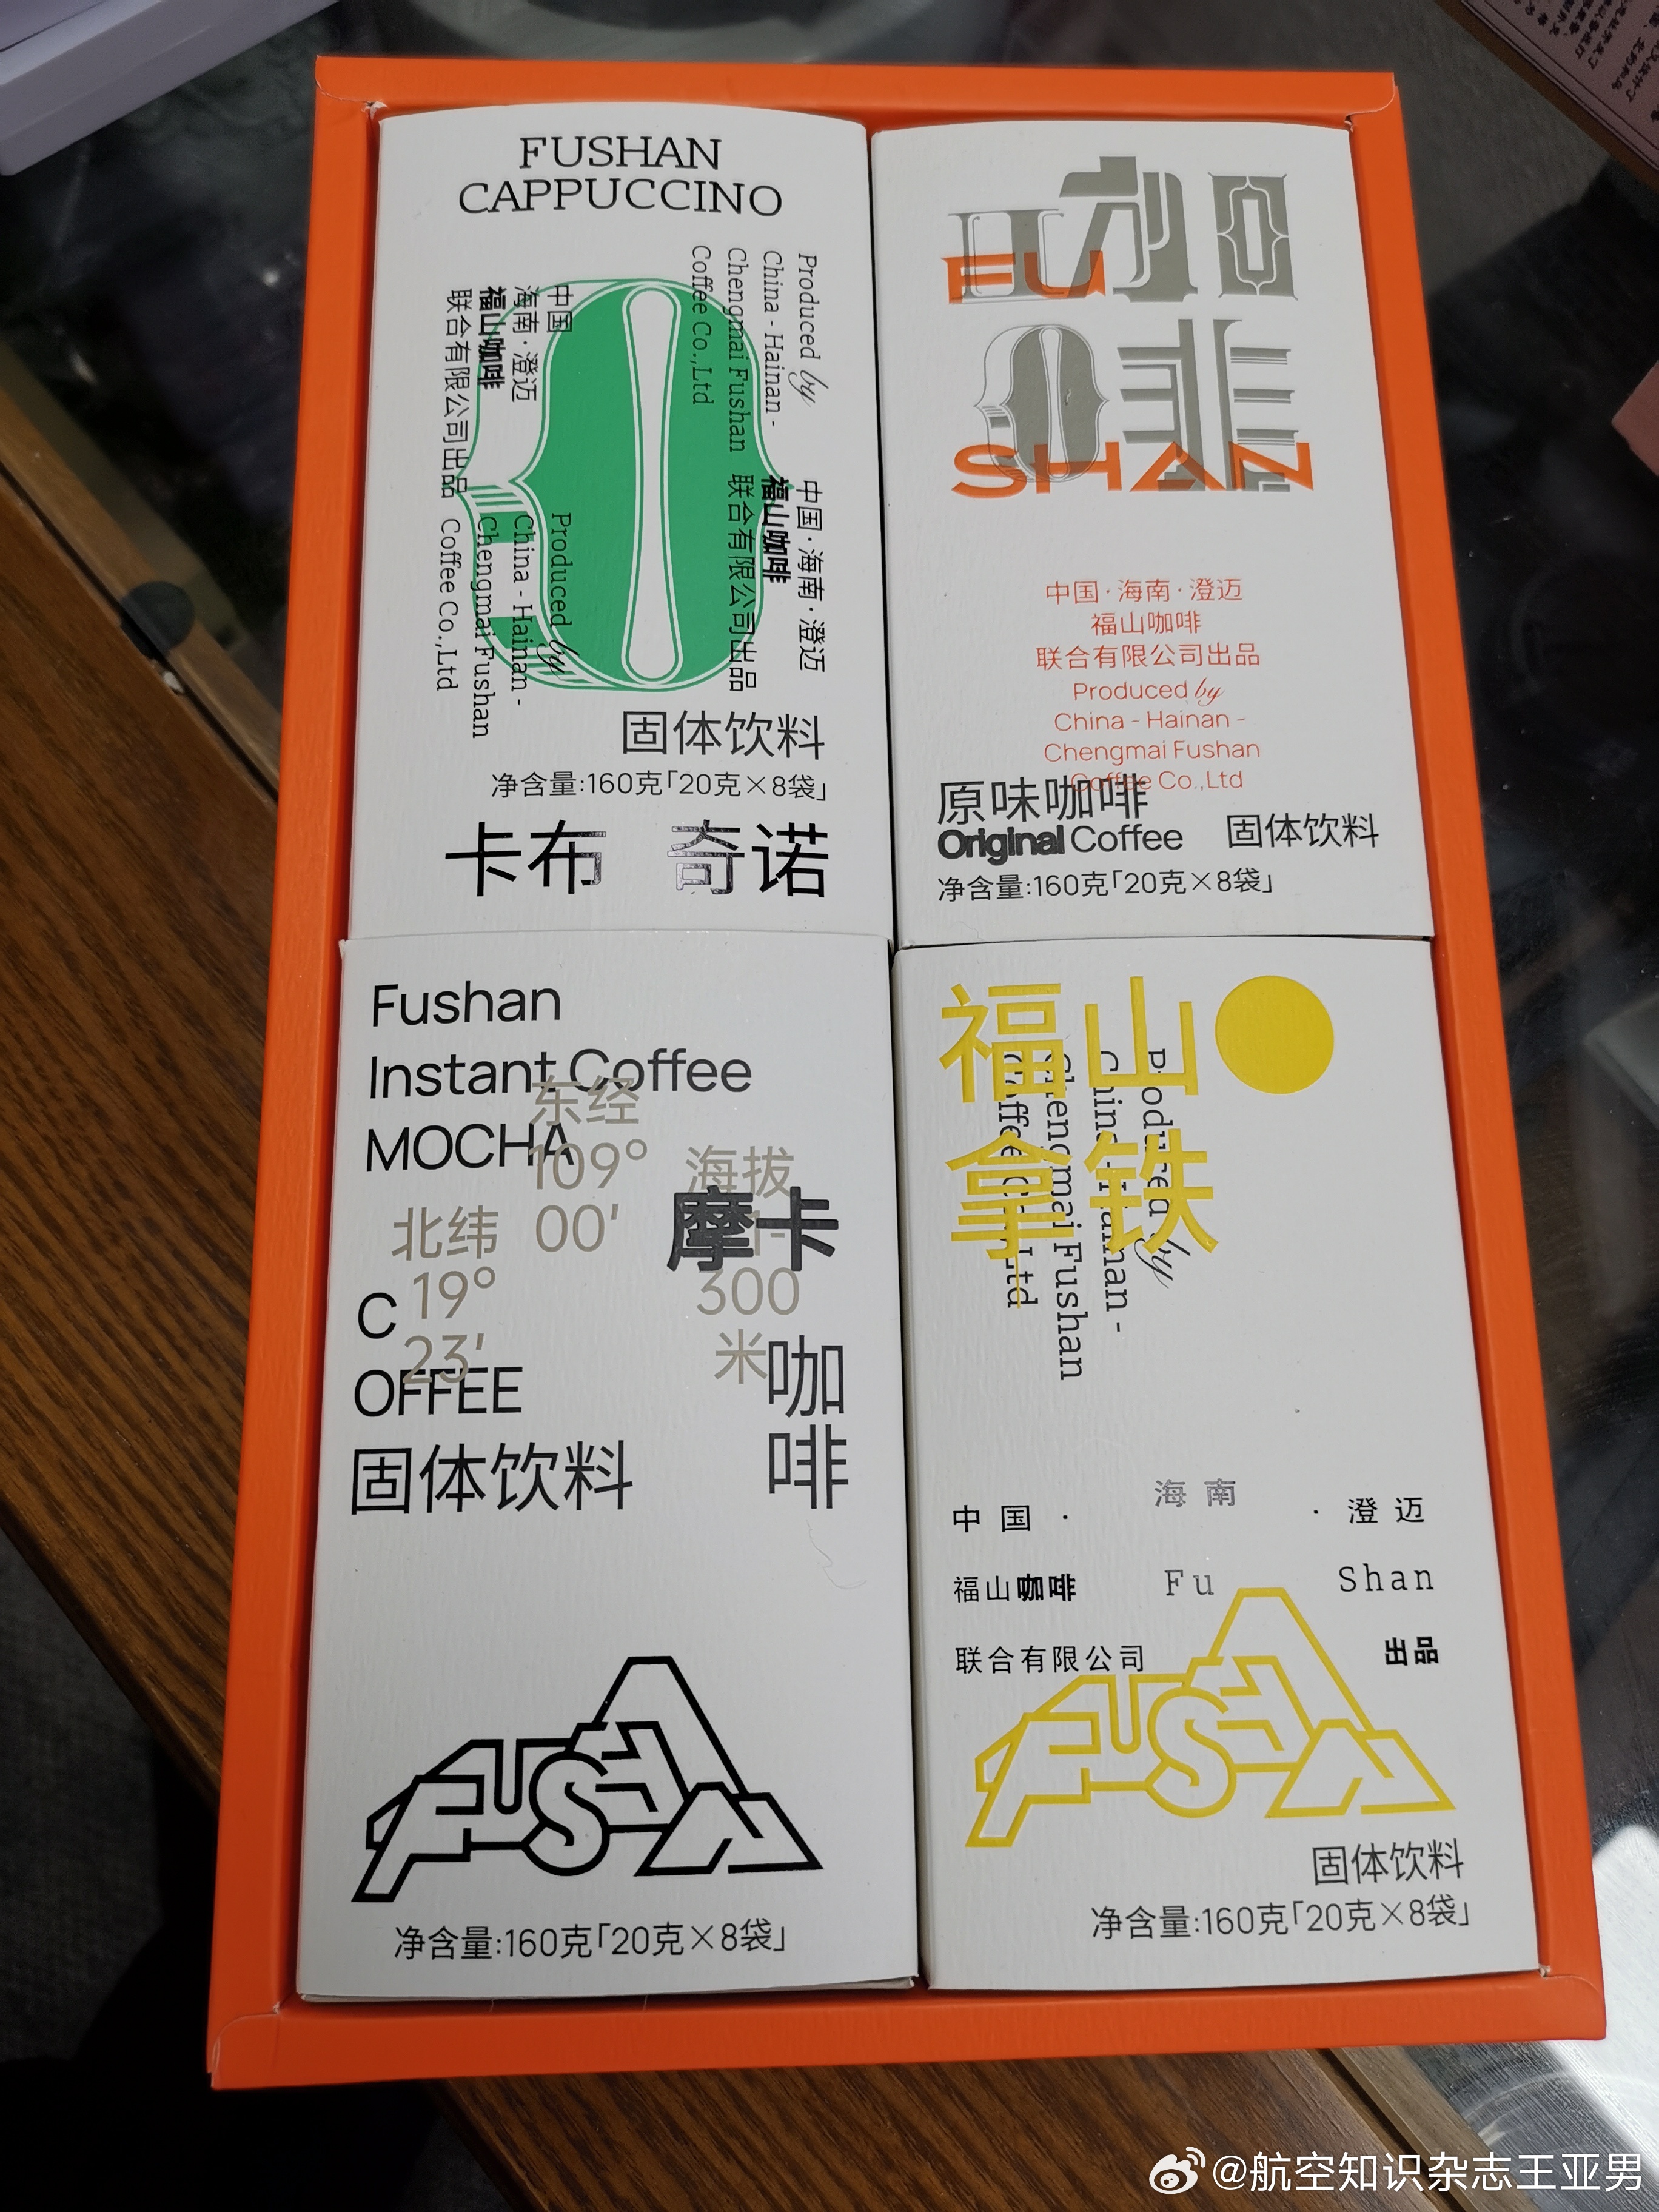 FUSHAN
CAPPUCCINO
Produced by
China - Hainan -
Chengmai Fushan
Coffee Co.,Ltd
中国
海南·澄迈
福山咖啡
联合有限公司出品
中国·海南·澄迈
福山咖啡
联合有限公司出品
Produced by
China - Hainan -
Chengmai Fushan
Coffee Co.,Ltd
固体饮料
净含量:160克「20克×8袋」
卡布 奇诺
咖
FU
啡
SHAN
中国·海南·澄迈
福山咖啡
联合有限公司出品
Produced by
China - Hainan -
Chengmai Fushan
Coffee Co.,Ltd
原味咖啡
Original Coffee 固体饮料
净含量:160克「20克×8袋」
Fushan
Instant Coffee
MOCHA
东经
109°
00′
北纬
19°
23′
海拔
300
米
摩卡
C
OFFEE
咖
啡
固体饮料
FUSHAN
净含量:160克「20克×8袋」
福山
拿铁
Produced by
China - Hainan -
Chengmai Fushan
Coffee Co.,Ltd
中国· 海南 ·澄迈
福山咖啡 Fu Shan
联合有限公司 出品
FUSHAN
固体饮料
净含量:160克「20克×8袋」
@航空知识杂志王亚男